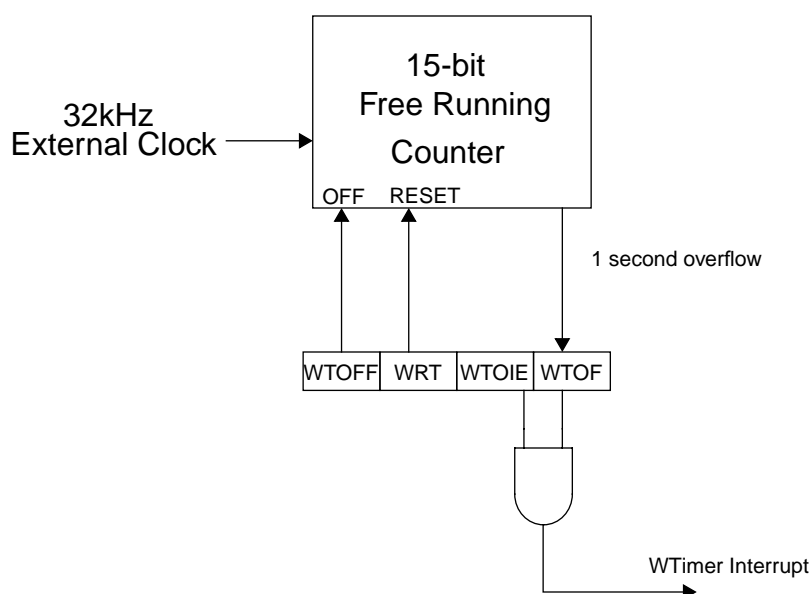 15-bit
Free Running
Counter
32kHz
External Clock
OFF RESET
1 second overflow
WTOFF WRT WTOIE WTOF
WTimer Interrupt